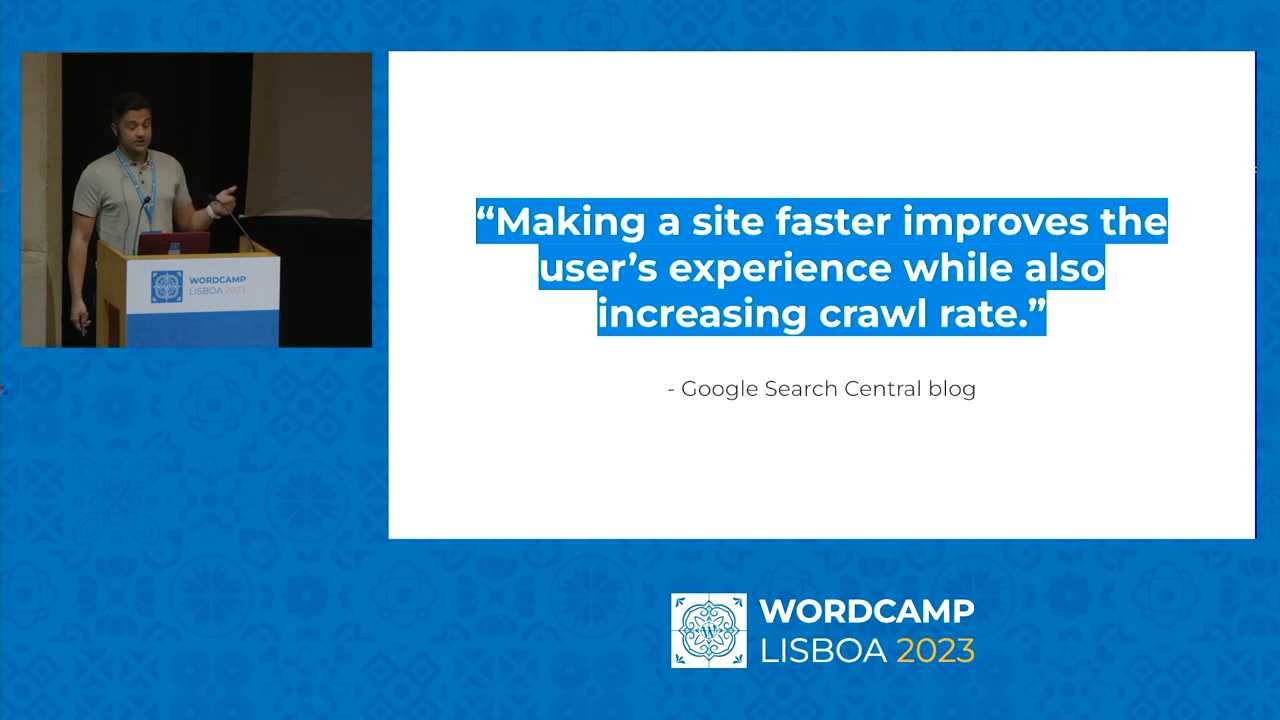 WORDCAMP
LISBOA 2023
“Making a site faster improves the
user’s experience while also
increasing crawl rate.”
- Google Search Central blog
WORDCAMP
LISBOA 2023